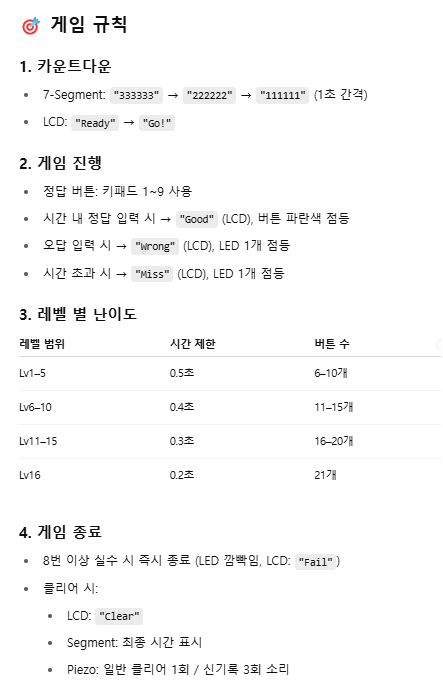 🎯 게임 규칙
1. 카운트다운
• 7-Segment: "333333" → "222222" → "111111" (1초 간격)
• LCD: "Ready" → "Go!"
2. 게임 진행
• 정답 버튼: 키패드 1~9 사용
• 시간 내 정답 입력 시 → "Good" (LCD), 버튼 파란색 점등
• 오답 입력 시 → "Wrong" (LCD), LED 1개 점등
• 시간 초과 시 → "Miss" (LCD), LED 1개 점등
3. 레벨 별 난이도
레벨 범위 시간 제한 버튼 수
Lv1–5 0.5초 6–10개
Lv6–10 0.4초 11–15개
Lv11–15 0.3초 16–20개
Lv16 0.2초 21개
4. 게임 종료
• 8번 이상 실수 시 즉시 종료 (LED 깜빡임, LCD: "Fail")
• 클리어 시:
• LCD: "Clear"
• Segment: 최종 시간 표시
• Piezo: 일반 클리어 1회 / 신기록 3회 소리